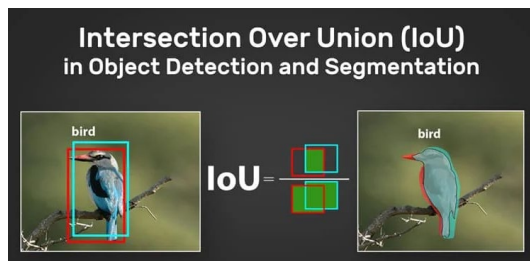 Intersection Over Union (IoU)
in Object Detection and Segmentation
bird
IoU =
bird